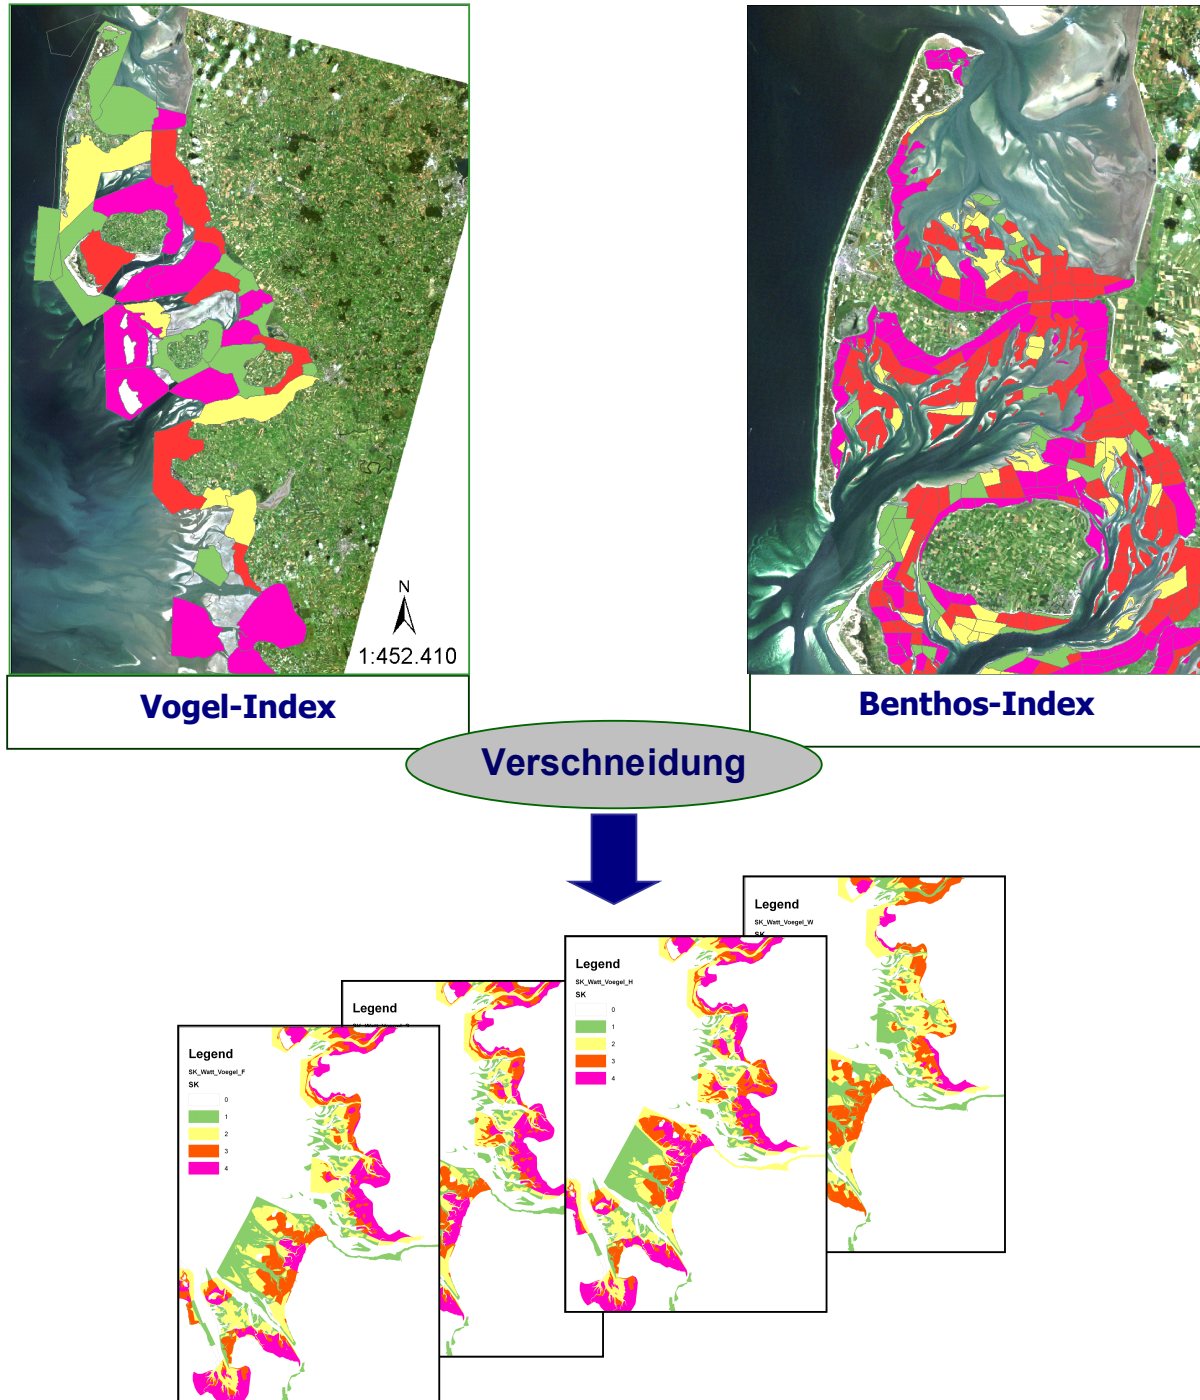 N
1:452.410
Vogel-Index
Benthos-Index
Verschneidung
Legend
SK_Watt_Voegel_W
SK
Legend
SK_Watt_Voegel_H
SK
0
1
2
3
4
Legend
Legend
SK_Watt_Voegel_F
SK
0
1
2
3
4